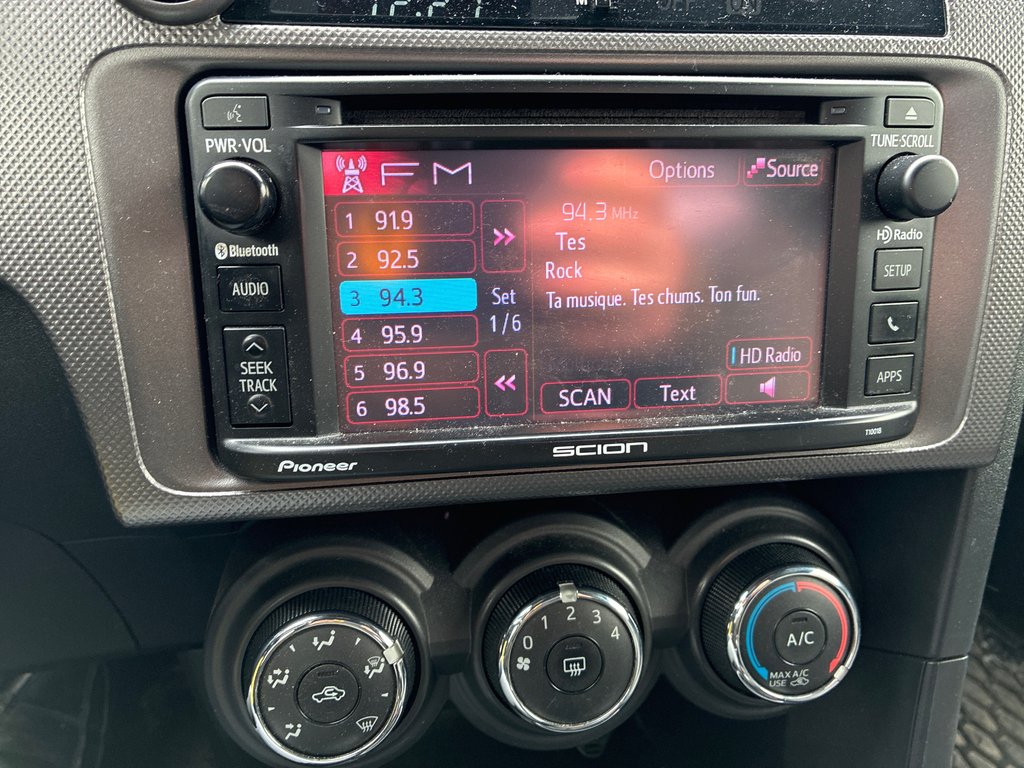 PWR·VOL
TUNE·SCROLL
FM
Options
Source
1 91.9
2 92.5
3 94.3
4 95.9
5 96.9
6 98.5
Set
1/6
94.3 MHz
Tes
Rock
Ta musique. Tes chums. Ton fun.
HD Radio
SCAN
Text
Bluetooth
AUDIO
SEEK
TRACK
HD Radio
SETUP
APPS
Pioneer
SCION
T10018
0 1 2 3 4
A/C
MAX A/C
USE